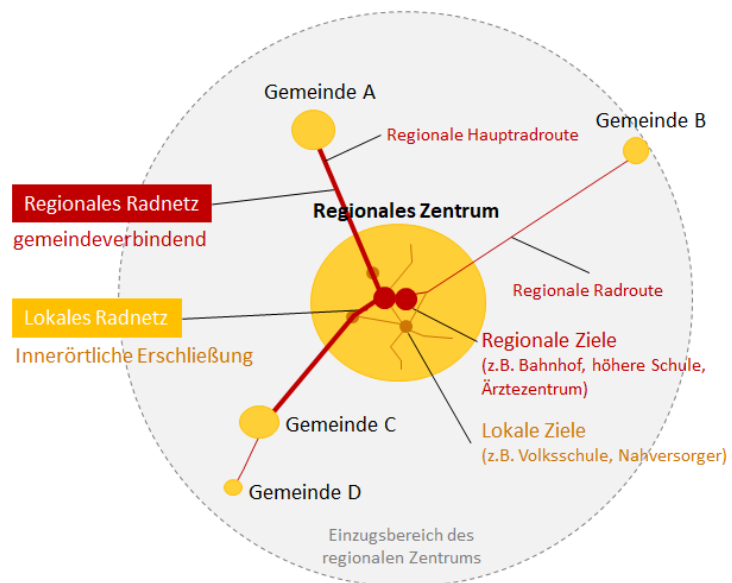 Gemeinde A
Gemeinde B
Regionale Hauptradroute
Regionales Radnetz
Regionales Zentrum
gemeindeverbindend
Regionale Radroute
Lokales Radnetz
Innerörtliche Erschließung
Regionale Ziele
(z.B. Bahnhof, höhere Schule,
Ärztezentrum)
Gemeinde C
Lokale Ziele
(z.B. Volksschule, Nahversorger)
Gemeinde D
Einzugsbereich des
regionalen Zentrums